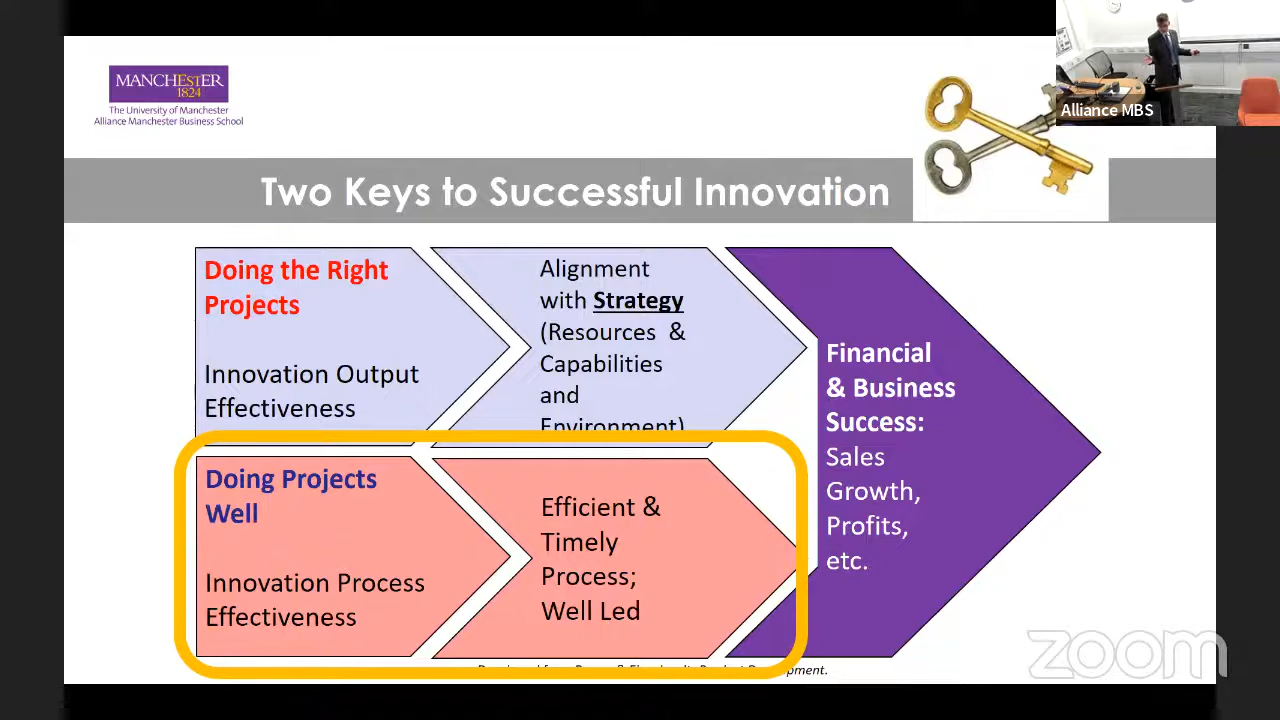 MANCHESTER
1824
The University of Manchester
Alliance Manchester Business School
Alliance MBS
Two Keys to Successful Innovation
Doing the Right
Projects
Innovation Output
Effectiveness
Alignment
with Strategy
(Resources &
Capabilities
and
Environment)
Doing Projects
Well
Innovation Process
Effectiveness
Efficient &
Timely
Process;
Well Led
Financial
& Business
Success:
Sales
Growth,
Profits,
etc.
zoom